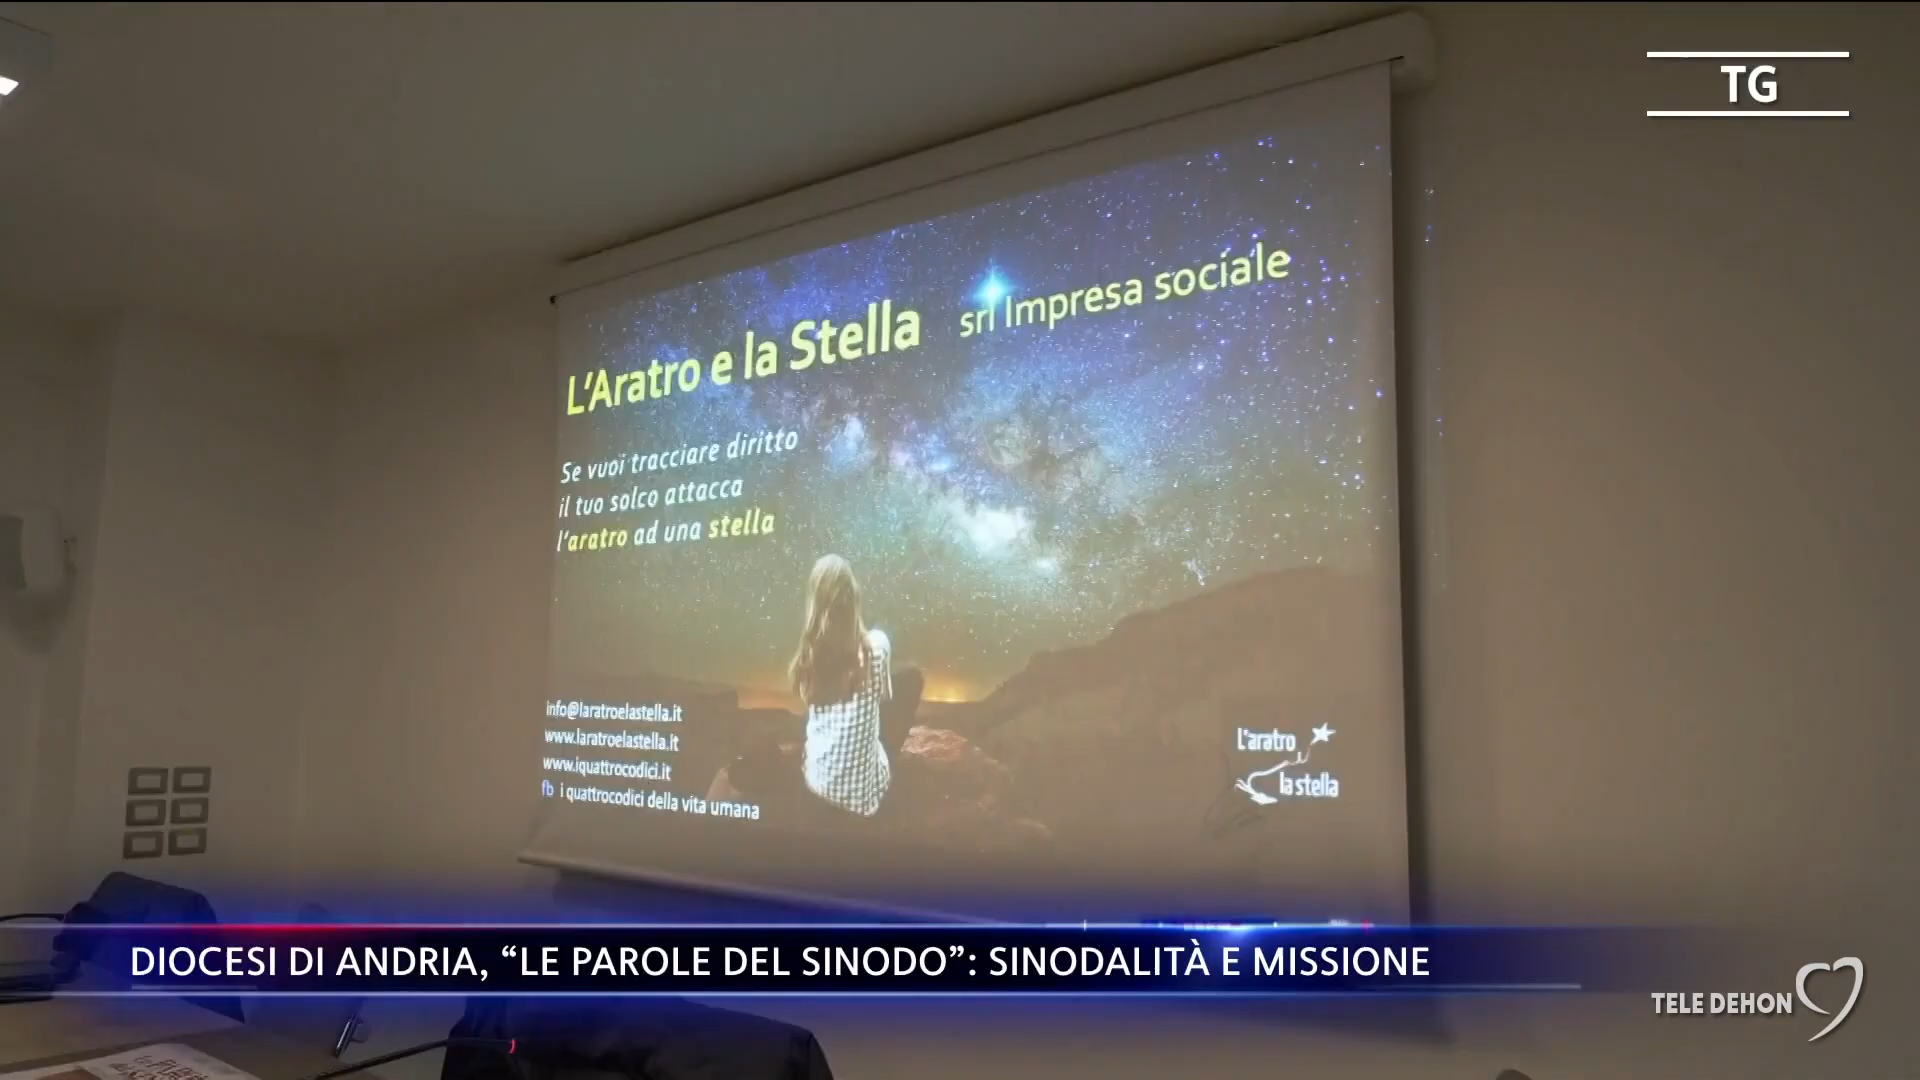 TG
L'Aratro e la Stella srl Impresa sociale
Se vuoi tracciare diritto
il tuo solco attacca
l'aratro ad una stella
info@laratroelastella.it
www.laratroelastella.it
www.iquattrocodici.it
fb i quattrocodici della vita umana
L'aratro
la stella
DIOCESI DI ANDRIA, “LE PAROLE DEL SINODO”: SINODALITÀ E MISSIONE
TELE DEHON